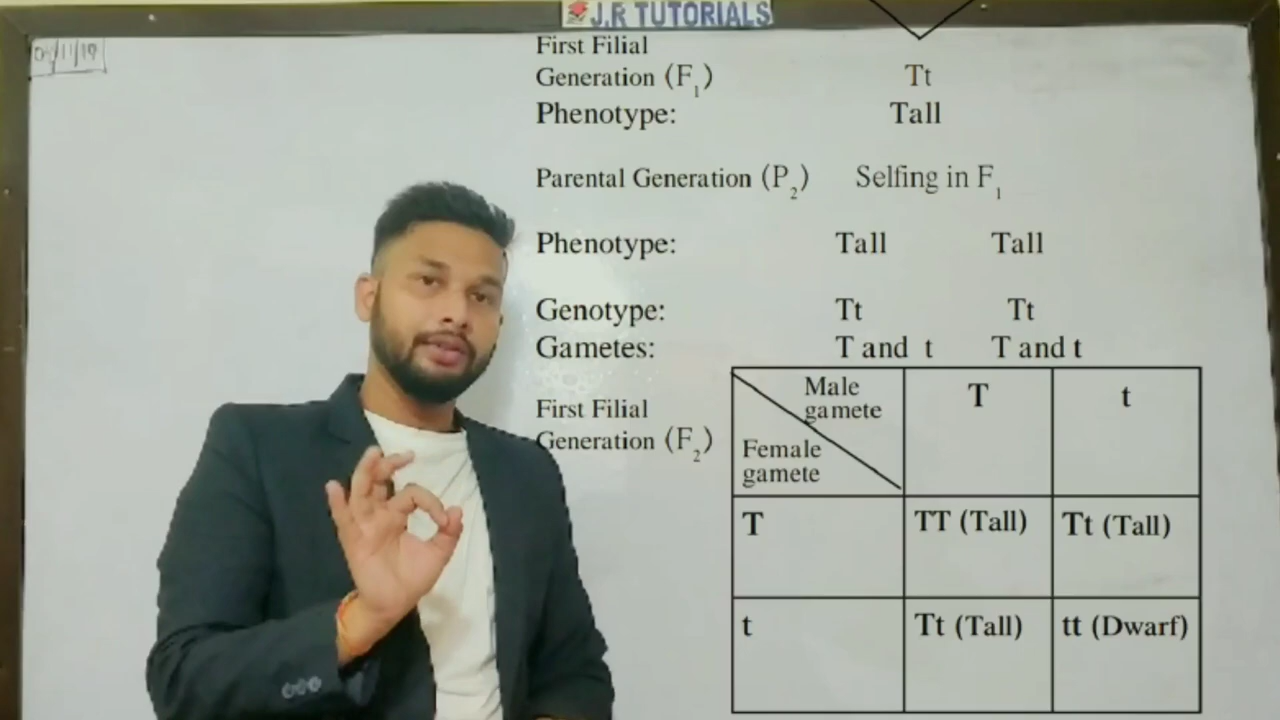 J.R TUTORIALS
First Filial
Generation (F1) Tt
Phenotype: Tall
Parental Generation (P2) Selfing in F1
Phenotype: Tall Tall
Genotype: Tt Tt
Gametes: T and t T and t
First Filial
Generation (F2)
Male
gamete
Female
gamete
T t
T TT (Tall) Tt (Tall)
t Tt (Tall) tt (Dwarf)